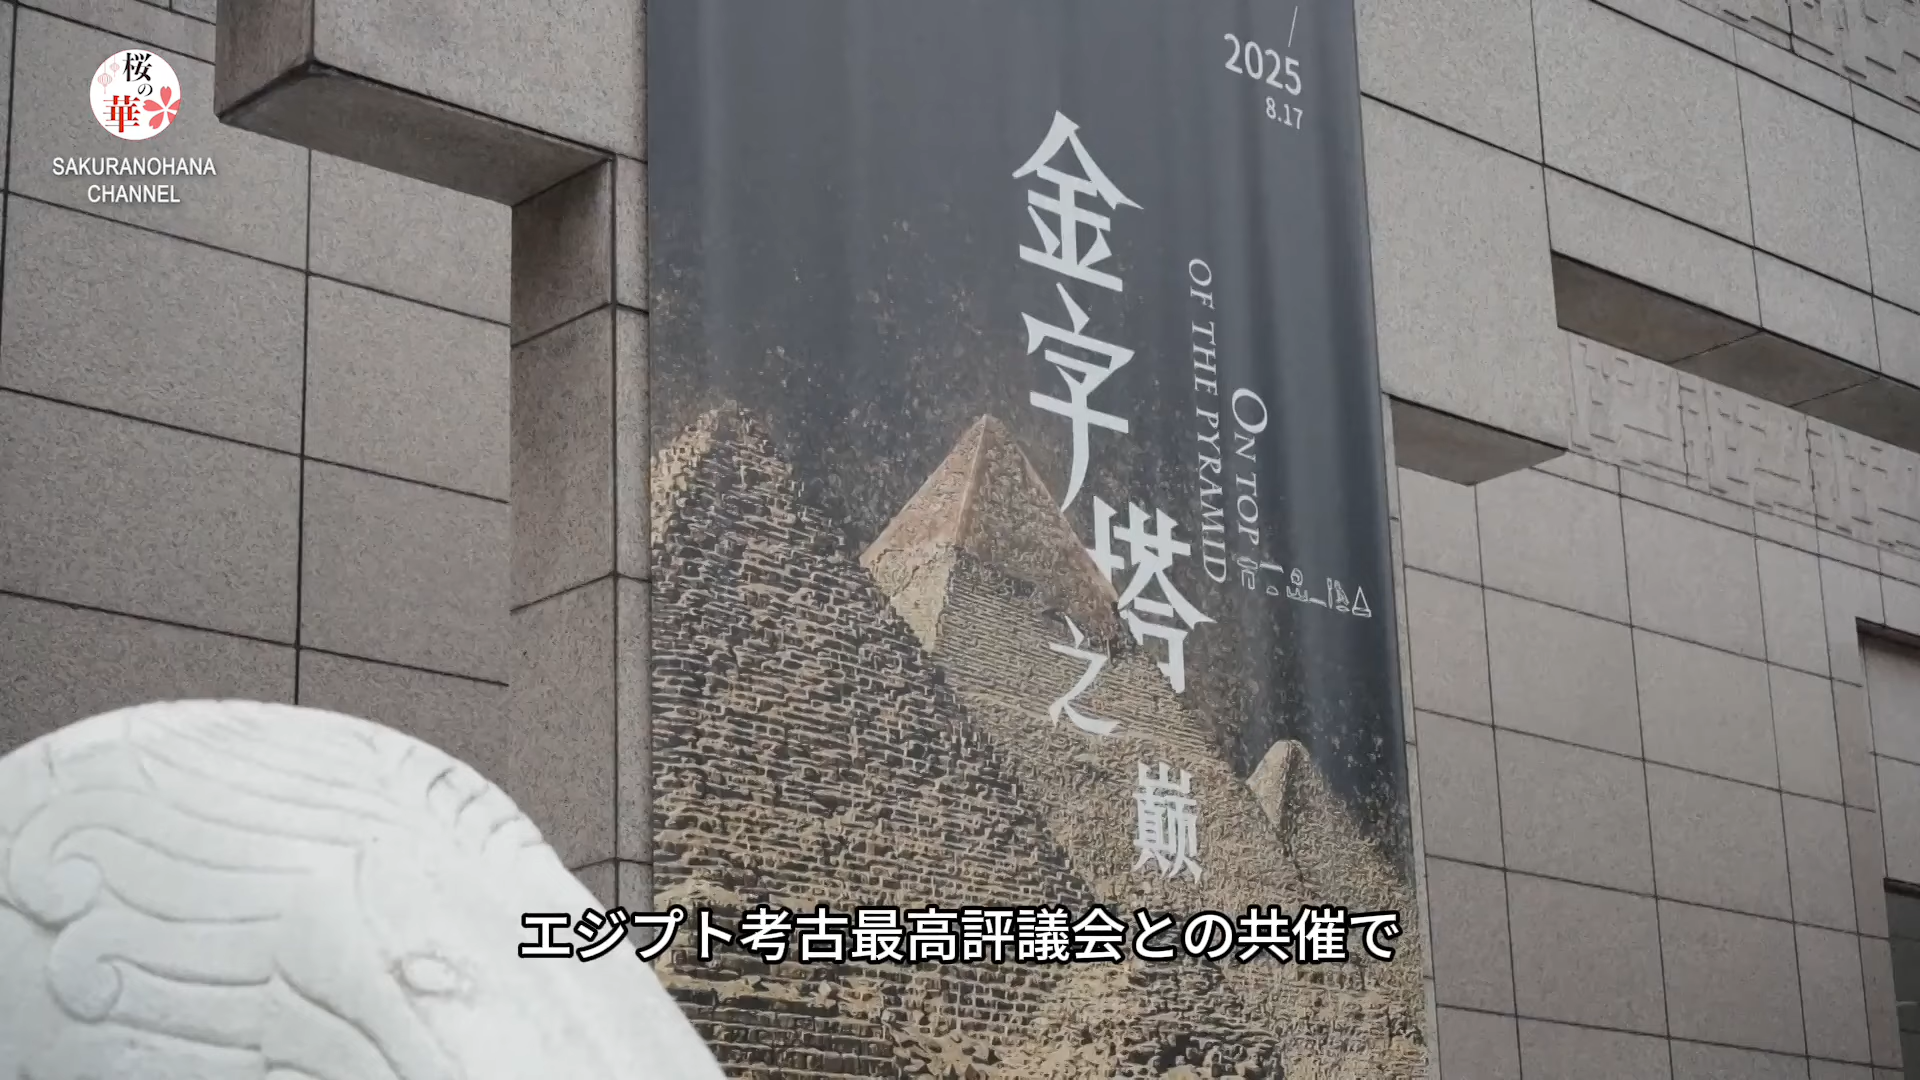 桜の
華
SAKURANOHANA
CHANNEL
2025
8.17
金字塔之巅
ON TOP
OF THE PYRAMID
エジプト考古最高評議会との共催で